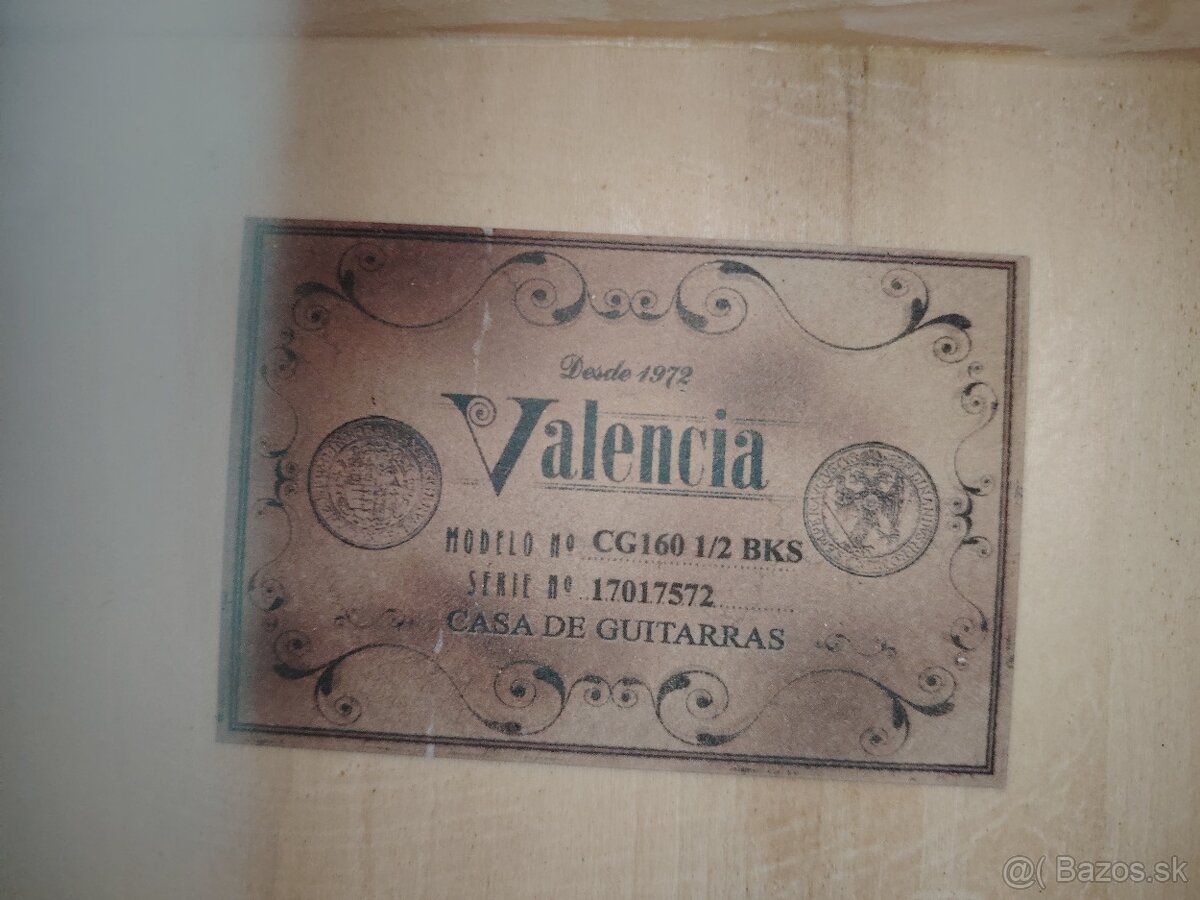 Desde 1972
Valencia
MODELO Nº CG160 1/2 BKS
SERIE Nº 17017572
CASA DE GUITARRAS
@( Bazos.sk